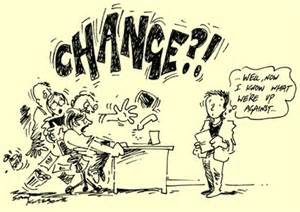 CHANGE?!
...WELL, NOW
I KNOW WHAT
WE'RE UP
AGAINST...